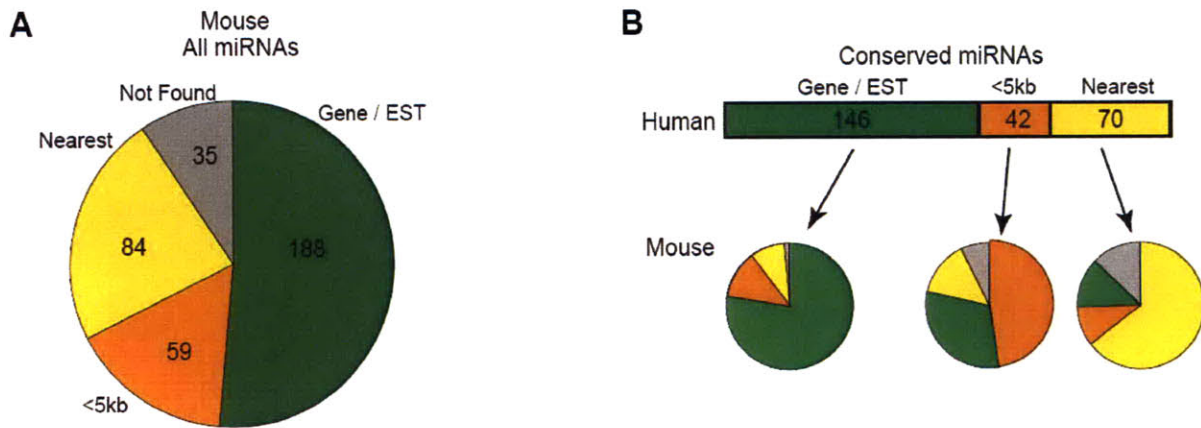 A
Mouse
All miRNAs
Not Found
Gene / EST
Nearest
35
84
188
59
<5kb
B
Conserved miRNAs
Gene / EST <5kb Nearest
Human 146 42 70
Mouse